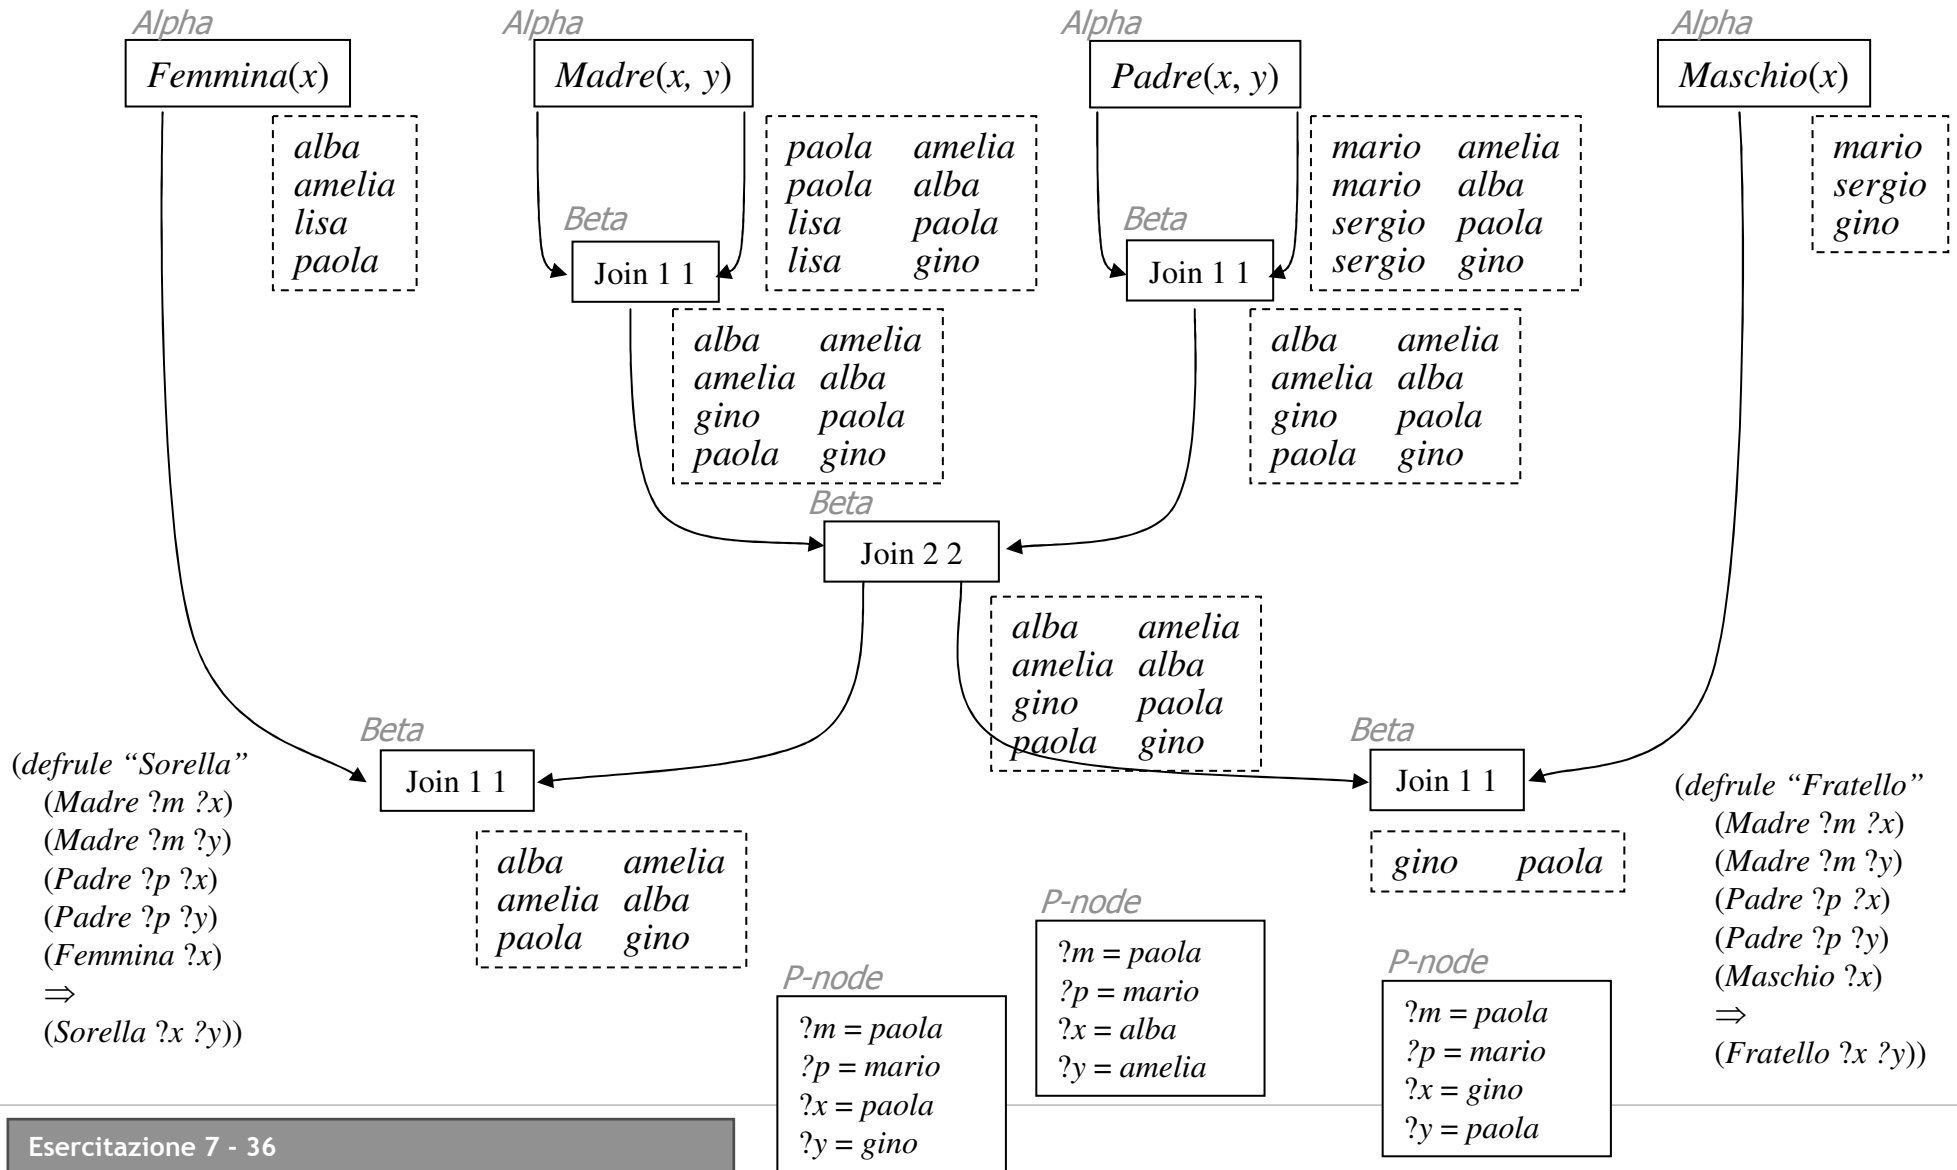 Alpha
Femmina(x)
alba
amelia
lisa
paola
Alpha
Madre(x, y)
paola amelia
paola alba
lisa paola
lisa gino
Beta
Join 1 1
alba amelia
amelia alba
gino paola
paola gino
Alpha
Padre(x, y)
mario amelia
mario alba
sergio paola
sergio gino
Beta
Join 1 1
alba amelia
amelia alba
gino paola
paola gino
Alpha
Maschio(x)
mario
sergio
gino
Beta
Join 2 2
alba amelia
amelia alba
gino paola
paola gino
Beta
Join 1 1
alba amelia
amelia alba
paola gino
Beta
Join 1 1
gino paola
(defrule “Sorella”
(Madre ?m ?x)
(Madre ?m ?y)
(Padre ?p ?x)
(Padre ?p ?y)
(Femmina ?x)
⇒
(Sorella ?x ?y))
P-node
?m = paola
?p = mario
?x = paola
?y = gino
P-node
?m = paola
?p = mario
?x = alba
?y = amelia
P-node
?m = paola
?p = mario
?x = gino
?y = paola
(defrule “Fratello”
(Madre ?m ?x)
(Madre ?m ?y)
(Padre ?p ?x)
(Padre ?p ?y)
(Maschio ?x)
⇒
(Fratello ?x ?y))
Esercitazione 7 - 36